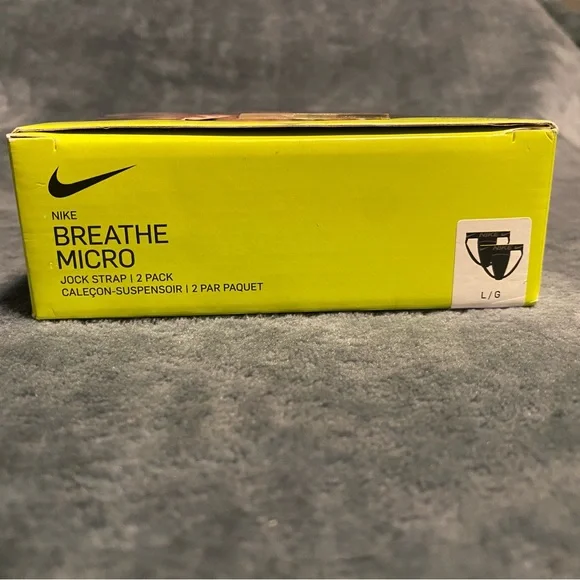 NIKE
BREATHE
MICRO
JOCK STRAP | 2 PACK
CALEÇON-SUSPENSOIR | 2 PAR PAQUET
L / G